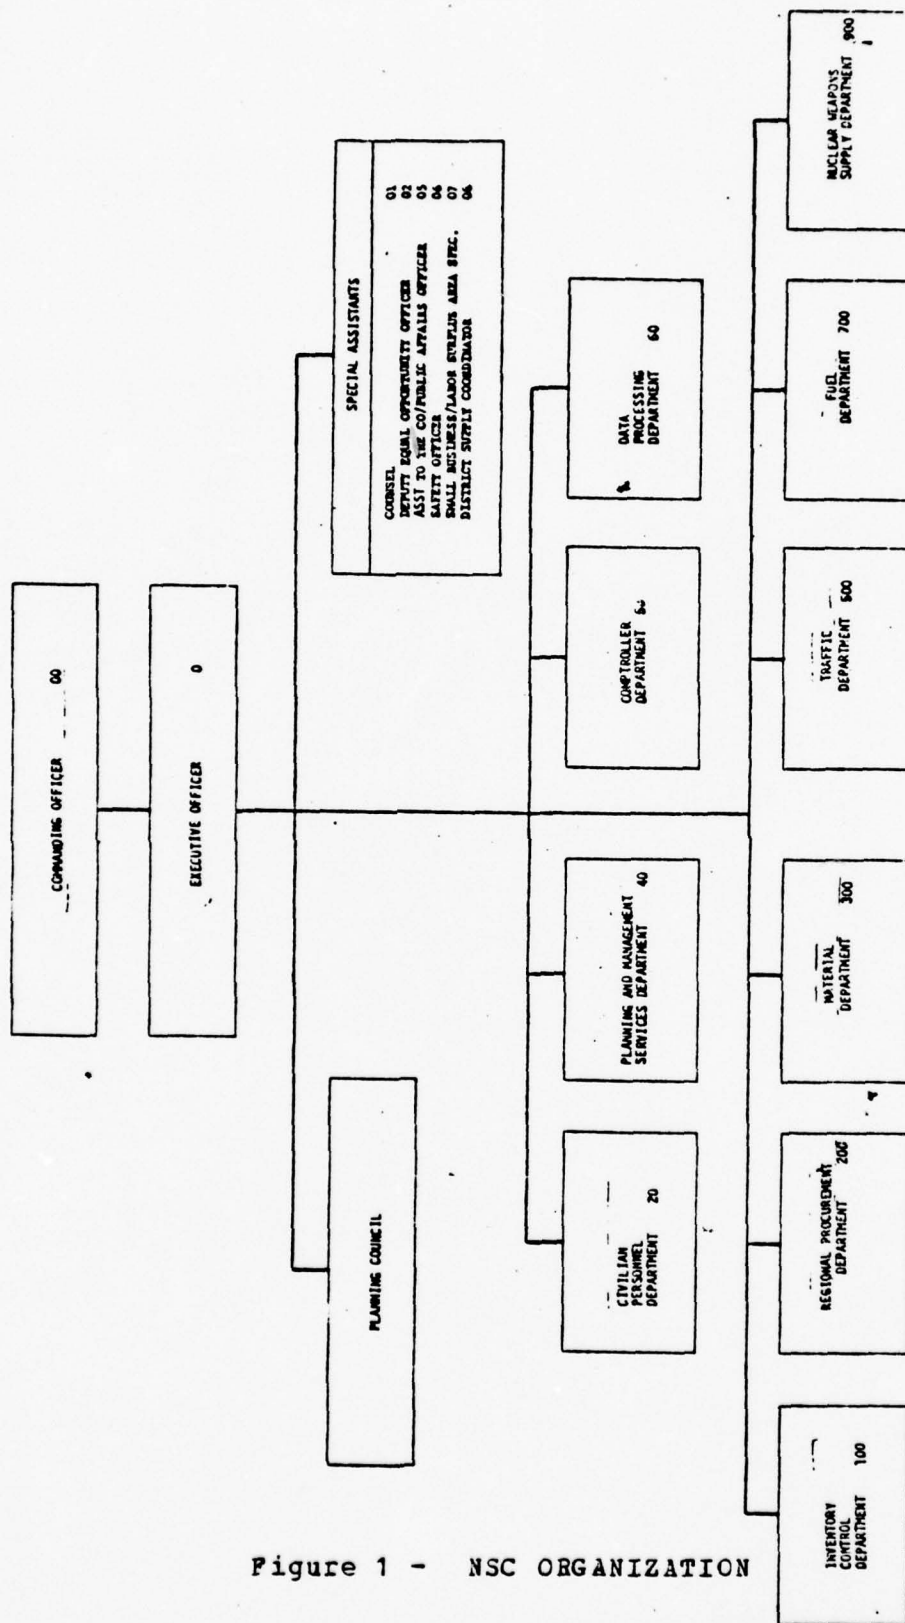 COMMANDING OFFICER 00
EXECUTIVE OFFICER 0
PLANNING COUNCIL
SPECIAL ASSISTANTS
COUNSEL 01
DEPUTY EQUAL OPPORTUNITY OFFICER 02
ASST TO THE CO/PUBLIC AFFAIRS OFFICER 05
SAFETY OFFICER 06
SMALL BUSINESS/LABOR SURPLUS AREA SPEC. 07
DISTRICT SUPPLY COORDINATOR 06
CIVILIAN
PERSONNEL
DEPARTMENT 20
PLANNING AND MANAGEMENT
SERVICES DEPARTMENT 40
COMPTROLLER
DEPARTMENT
DATA
PROCESSING
DEPARTMENT 60
INVENTORY
CONTROL
DEPARTMENT 100
REGIONAL PROCUREMENT
DEPARTMENT 200
MATERIAL
DEPARTMENT 300
TRAFFIC
DEPARTMENT
FUEL
DEPARTMENT 700
NUCLEAR WEAPONS
SUPPLY DEPARTMENT 900
Figure 1 - NSC ORGANIZATION